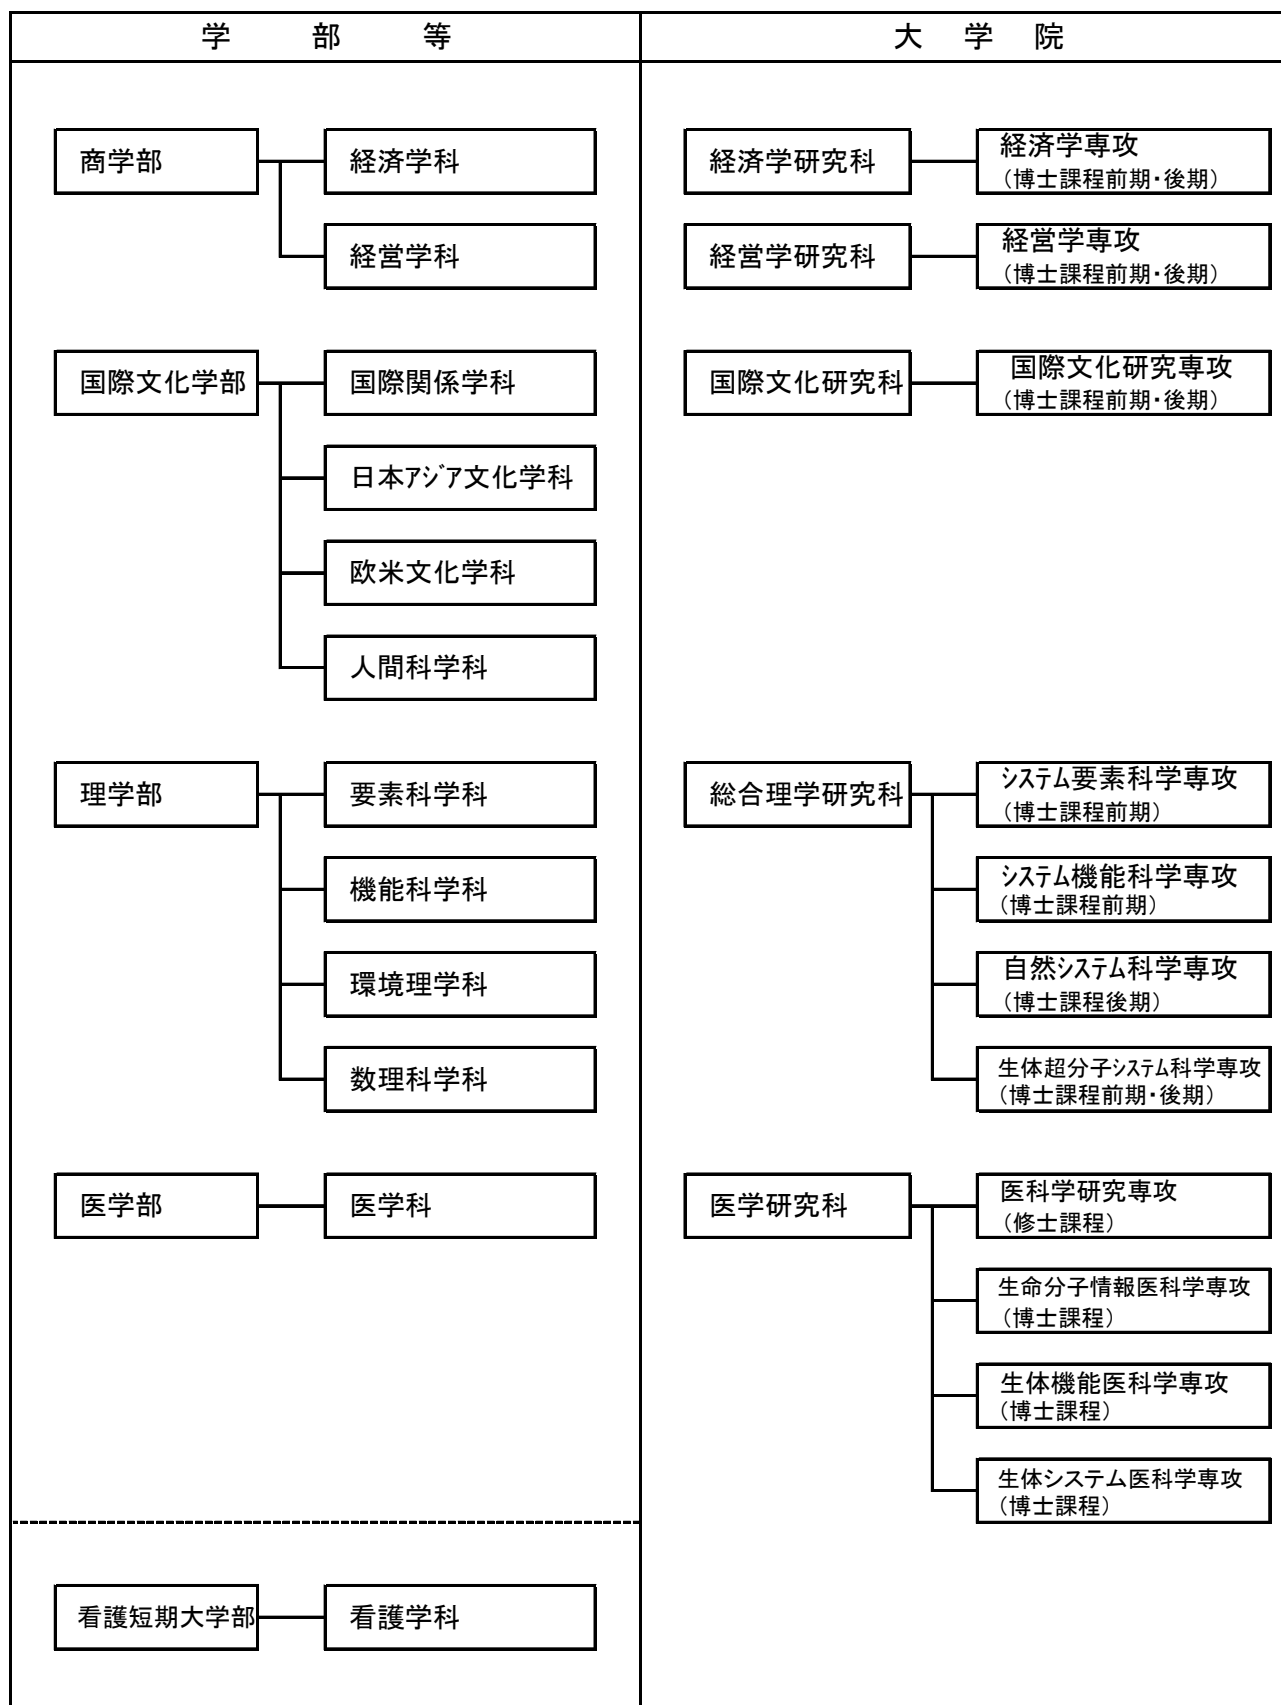 学部等
大学院
商学部
経済学科
経営学科
国際文化学部
国際関係学科
日本アジア文化学科
欧米文化学科
人間科学科
理学部
要素科学科
機能科学科
環境理学科
数理科学科
医学部
医学科
看護短期大学部
看護学科
経済学研究科
経済学専攻
（博士課程前期・後期）
経営学研究科
経営学専攻
（博士課程前期・後期）
国際文化研究科
国際文化研究専攻
（博士課程前期・後期）
総合理学研究科
システム要素科学専攻
（博士課程前期）
システム機能科学専攻
（博士課程前期）
自然システム科学専攻
（博士課程後期）
生体超分子システム科学専攻
（博士課程前期・後期）
医学研究科
医科学研究専攻
（修士課程）
生命分子情報医科学専攻
（博士課程）
生体機能医科学専攻
（博士課程）
生体システム医科学専攻
（博士課程）